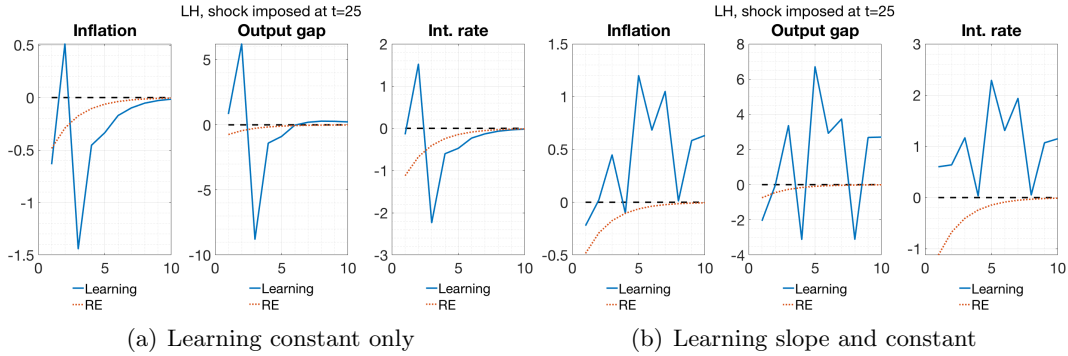 LH, shock imposed at t=25
Inflation
0.5
0
-0.5
-1
-1.5
0
5
10
Learning
RE
Output gap
5
0
-5
-10
0
5
10
Learning
RE
Int. rate
2
1
0
-1
-2
-3
0
5
10
Learning
RE
(a) Learning constant only
LH, shock imposed at t=25
Inflation
1.5
1
0.5
0
-0.5
0
5
10
Learning
RE
Output gap
8
6
4
2
0
-2
-4
0
5
10
Learning
RE
Int. rate
3
2
1
0
-1
0
5
10
Learning
RE
(b) Learning slope and constant